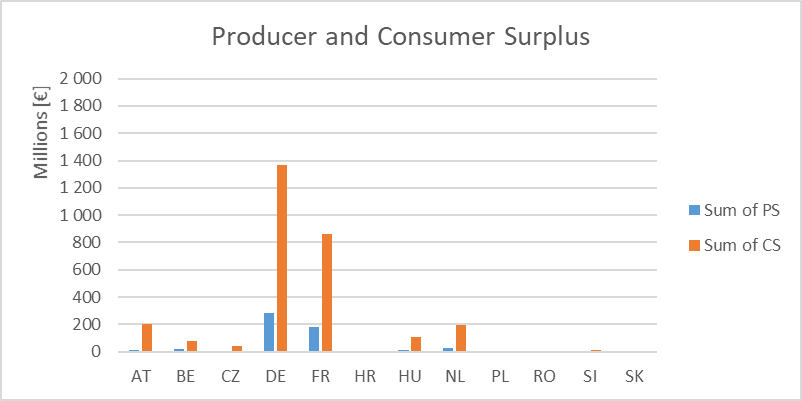 Producer and Consumer Surplus
Millions [€]
2 000
1 800
1 600
1 400
1 200
1 000
800
600
400
200
0
AT BE CZ DE FR HR HU NL PL RO SI SK
Sum of PS
Sum of CS